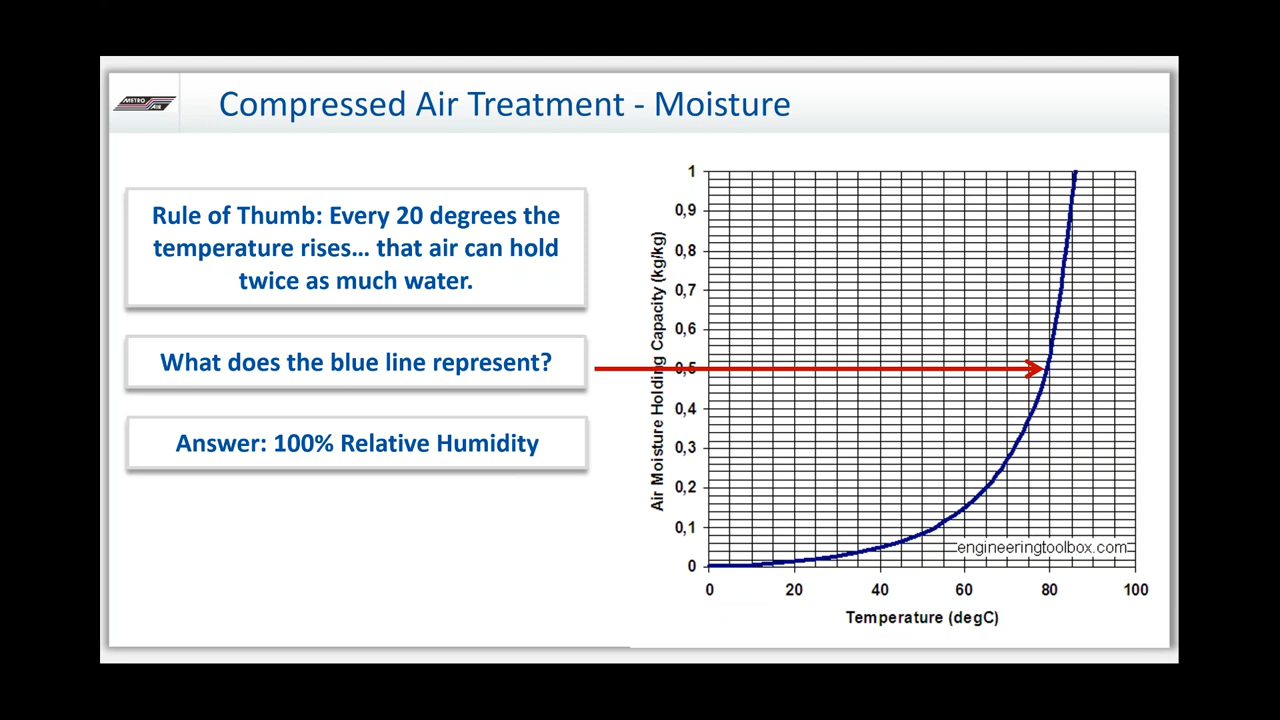 METRO
AIR
Compressed Air Treatment - Moisture
Rule of Thumb: Every 20 degrees the
temperature rises... that air can hold
twice as much water.
What does the blue line represent?
Answer: 100% Relative Humidity
Air Moisture Holding Capacity (kg/kg)
1
0,9
0,8
0,7
0,6
0,5
0,4
0,3
0,2
0,1
0
engineeringtoolbox.com
0 20 40 60 80 100
Temperature (degC)